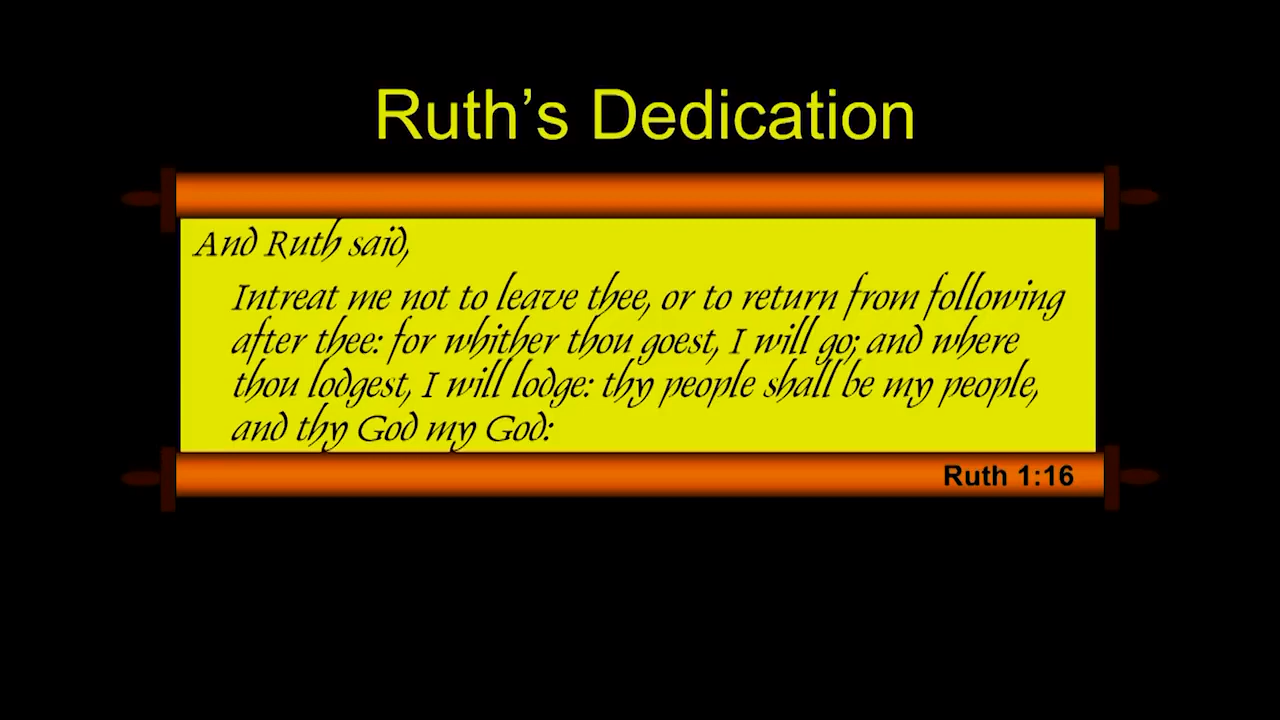 Ruth’s Dedication
And Ruth said,
Intreat me not to leave thee, or to return from following
after thee: for whither thou goest, I will go; and where
thou lodgest, I will lodge: thy people shall be my people,
and thy God my God:
Ruth 1:16